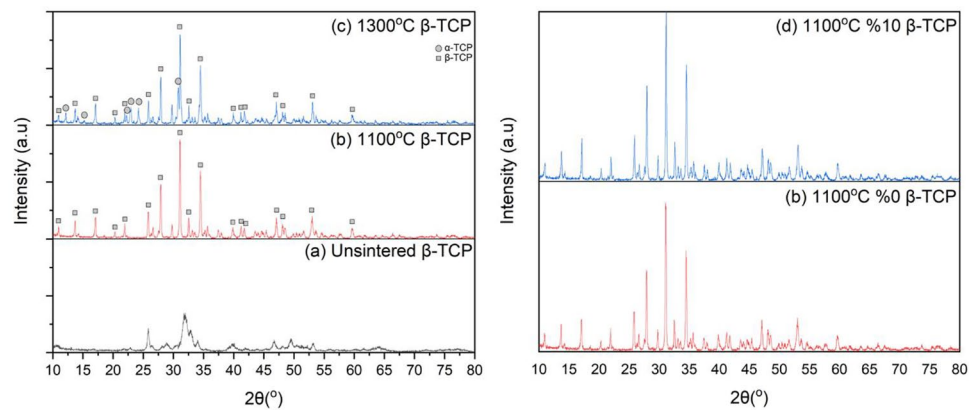 (c) 1300°C β-TCP
α-TCP
β-TCP
(b) 1100°C β-TCP
(a) Unsintered β-TCP
Intensity (a.u)
10 15 20 25 30 35 40 45 50 55 60 65 70 75 80
2θ(°)
(d) 1100°C %10 β-TCP
(b) 1100°C %0 β-TCP
Intensity (a.u)
10 15 20 25 30 35 40 45 50 55 60 65 70 75 80
2θ(°)